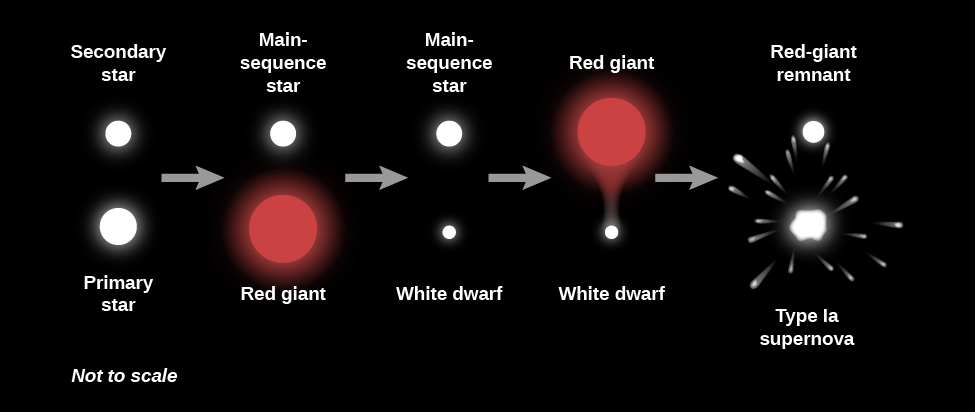 Secondary
star
Main-
sequence
star
Main-
sequence
star
Red giant
Red-giant
remnant
Primary
star
Red giant
White dwarf
White dwarf
Type Ia
supernova
Not to scale